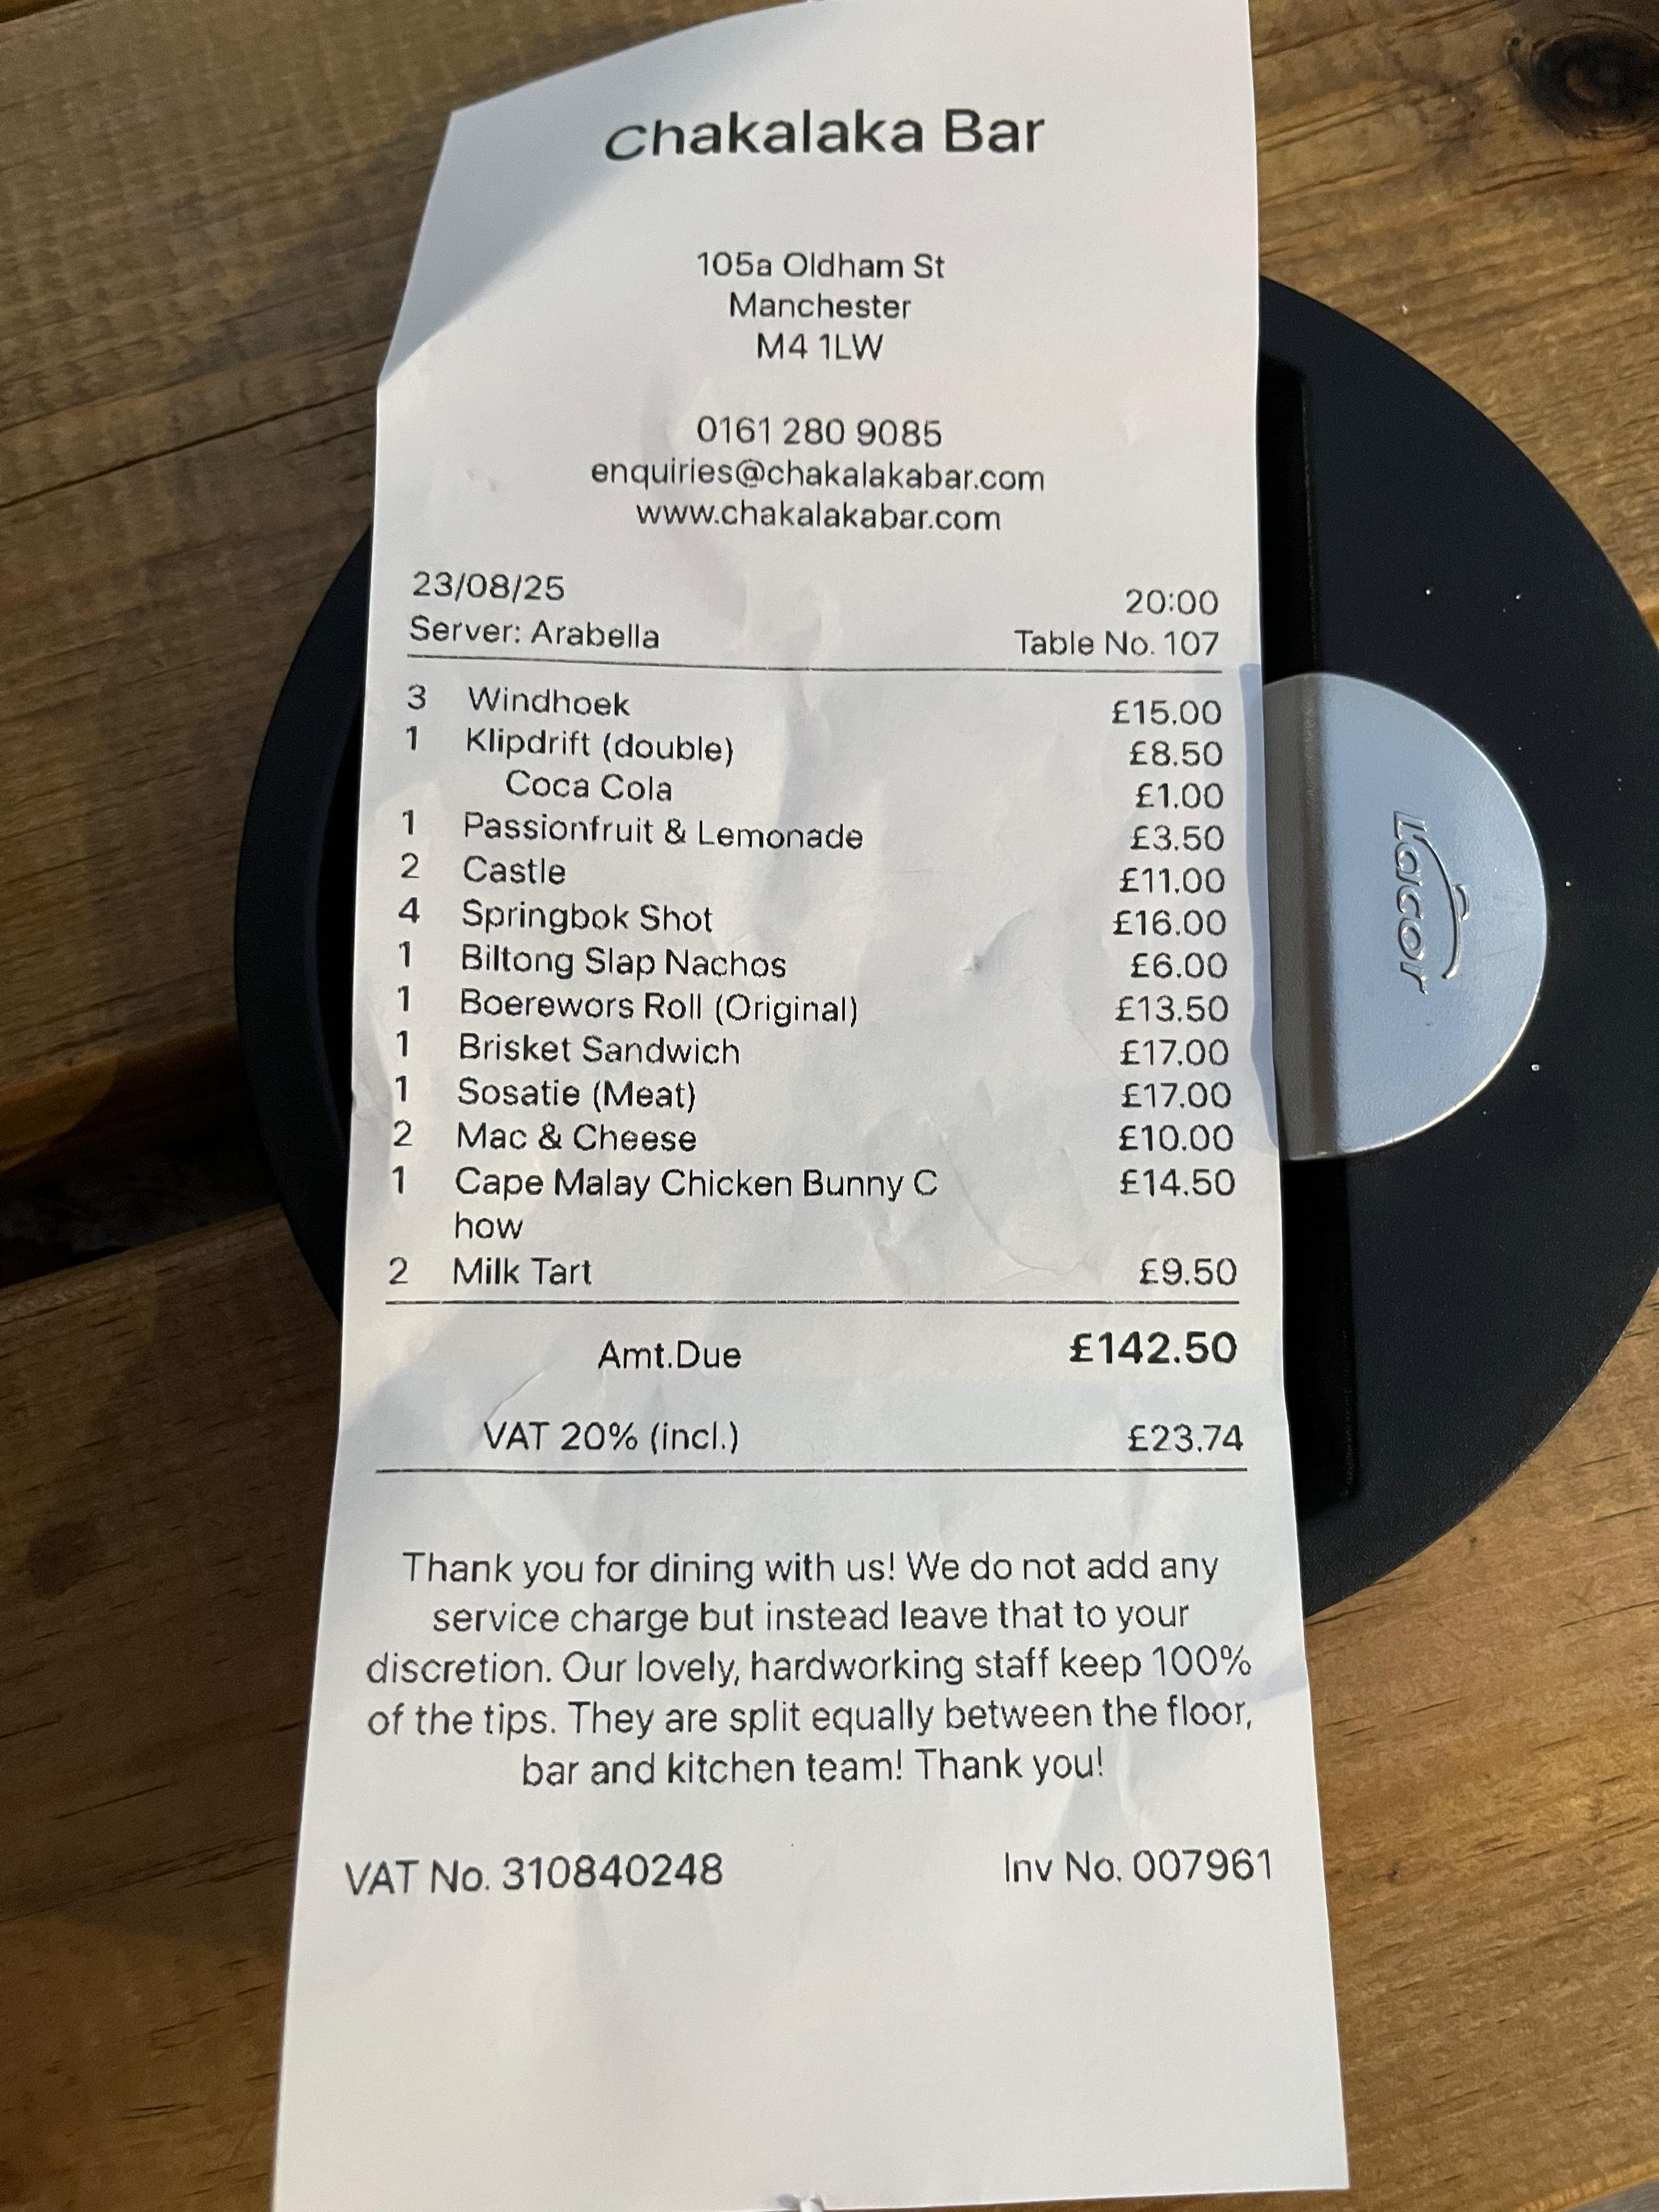 Chakalaka Bar
105a Oldham St
Manchester
M4 1LW
0161 280 9085
enquiries@chakalakabar.com
www.chakalakabar.com
23/08/25 20:00
Server: Arabella Table No. 107
3 Windhoek £15.00
1 Klipdrift (double) £8.50
Coca Cola £1.00
1 Passionfruit & Lemonade £3.50
2 Castle £11.00
4 Springbok Shot £16.00
1 Biltong Slap Nachos £6.00
1 Boerewors Roll (Original) £13.50
1 Brisket Sandwich £17.00
1 Sosatie (Meat) £17.00
2 Mac & Cheese £10.00
1 Cape Malay Chicken Bunny C £14.50
how
2 Milk Tart £9.50
Amt.Due £142.50
VAT 20% (incl.) £23.74
Thank you for dining with us! We do not add any
service charge but instead leave that to your
discretion. Our lovely, hardworking staff keep 100%
of the tips. They are split equally between the floor,
bar and kitchen team! Thank you!
VAT No. 310840248 Inv No. 007961
Lacor